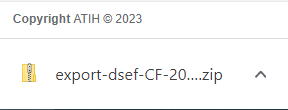 Copyright ATIH © 2023
export-dsef-CF-20....zip